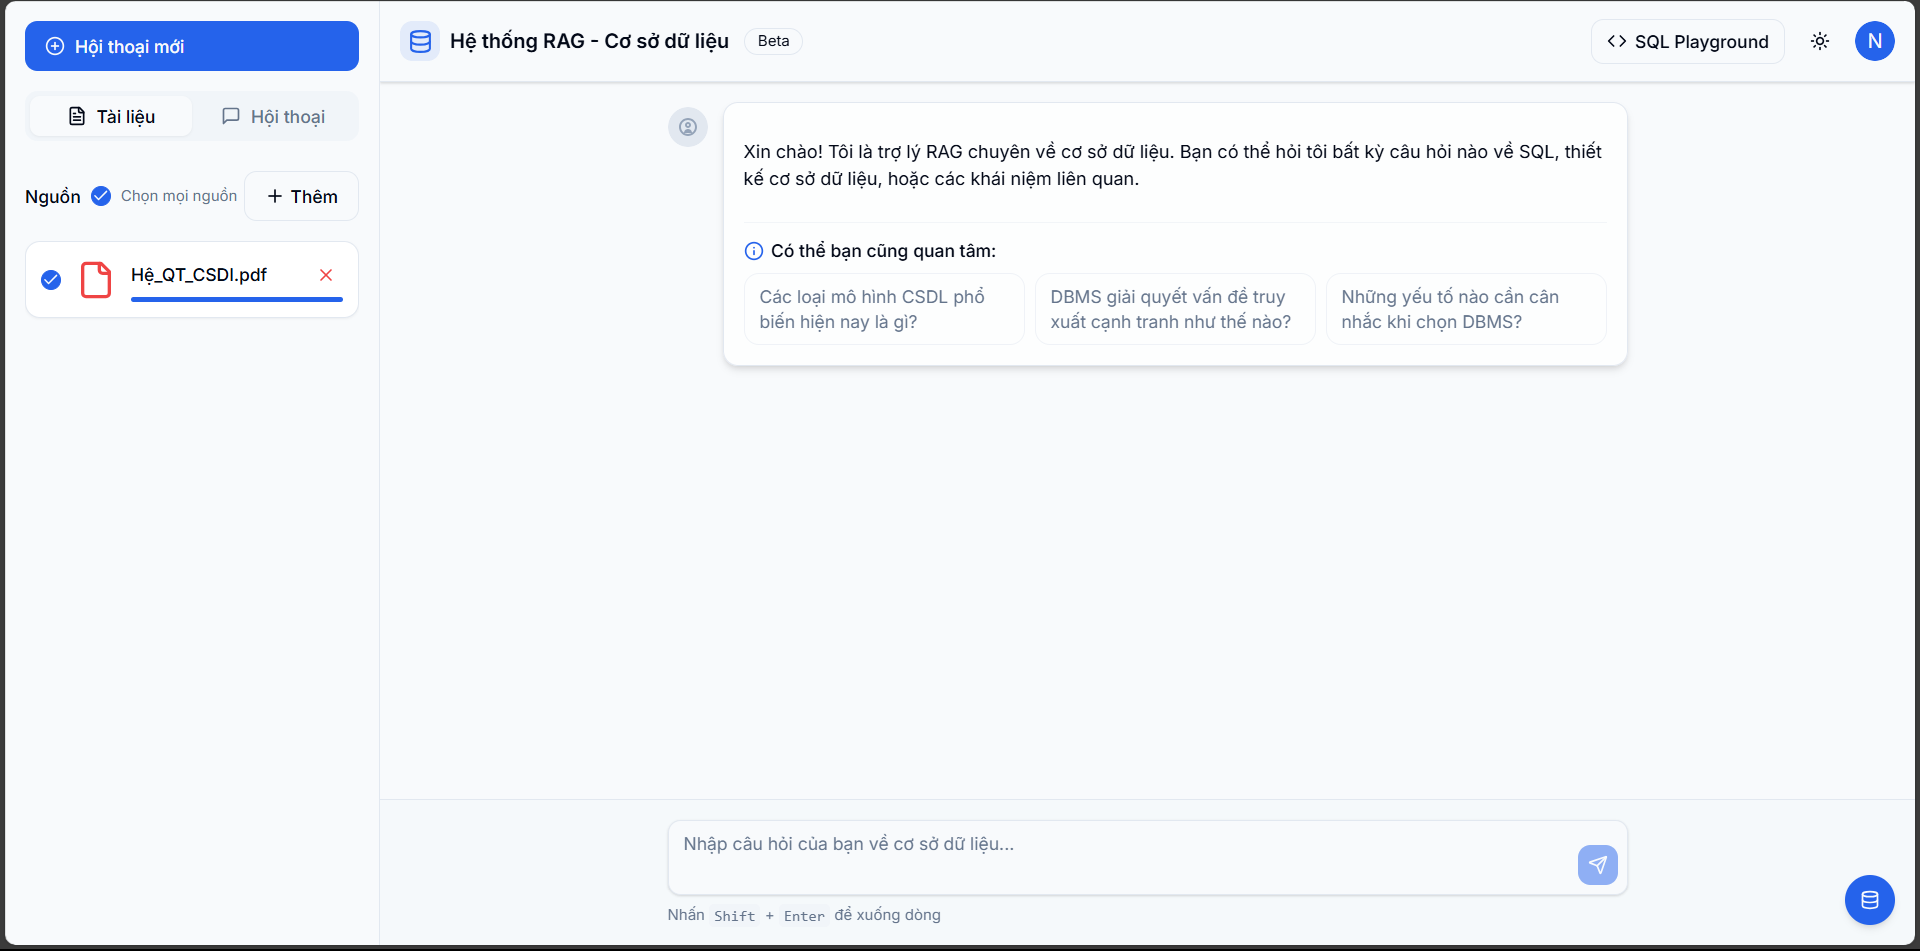 Hội thoại mới
Hệ thống RAG - Cơ sở dữ liệu
Beta
SQL Playground
N
Tài liệu
Hội thoại
Nguồn
Chọn mọi nguồn
Thêm
Hệ_QT_CSDl.pdf
Xin chào! Tôi là trợ lý RAG chuyên về cơ sở dữ liệu. Bạn có thể hỏi tôi bất kỳ câu hỏi nào về SQL, thiết
kế cơ sở dữ liệu, hoặc các khái niệm liên quan.
Có thể bạn cũng quan tâm:
Các loại mô hình CSDL phổ
biến hiện nay là gì?
DBMS giải quyết vấn đề truy
xuất cạnh tranh như thế nào?
Những yếu tố nào cần cân
nhắc khi chọn DBMS?
Nhập câu hỏi của bạn về cơ sở dữ liệu...
Nhấn Shift + Enter để xuống dòng